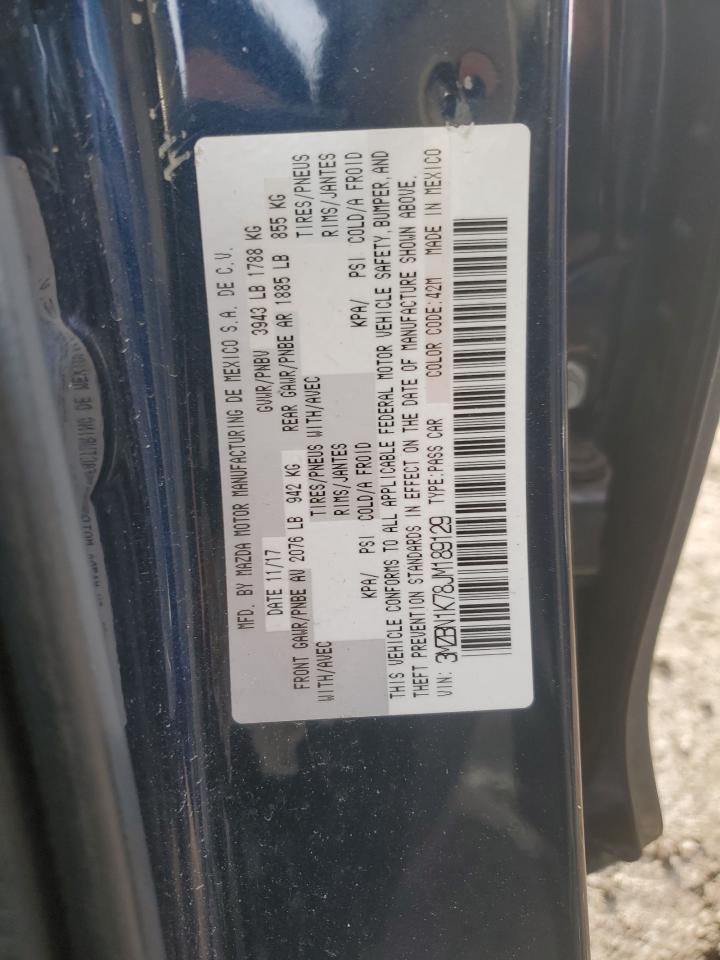 MFD. BY MAZDA MOTOR MANUFACTURING DE MEXICO S.A. DE C.V.
DATE 11/17 GVWR/PNBV 3943 LB 1788 KG
FRONT GAWR/PNBE AV 2076 LB 942 KG REAR GAWR/PNBE AR 1885 LB 855 KG
WITH/AVEC TIRES/PNEUS WITH/AVEC TIRES/PNEUS
RIMS/JANTES RIMS/JANTES
KPA/ PSI COLD/A FROID KPA/ PSI COLD/A FROID
THIS VEHICLE CONFORMS TO ALL APPLICABLE FEDERAL MOTOR VEHICLE SAFETY, BUMPER, AND
THEFT PREVENTION STANDARDS IN EFFECT ON THE DATE OF MANUFACTURE SHOWN ABOVE.
VIN: 3MZBN1K78JM189129 TYPE:PASS CAR COLOR CODE:42M MADE IN MEXICO